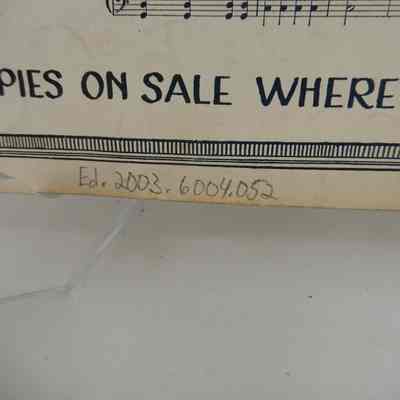 PIES ON SALE WHERE
Ed. 2003. 6004.052